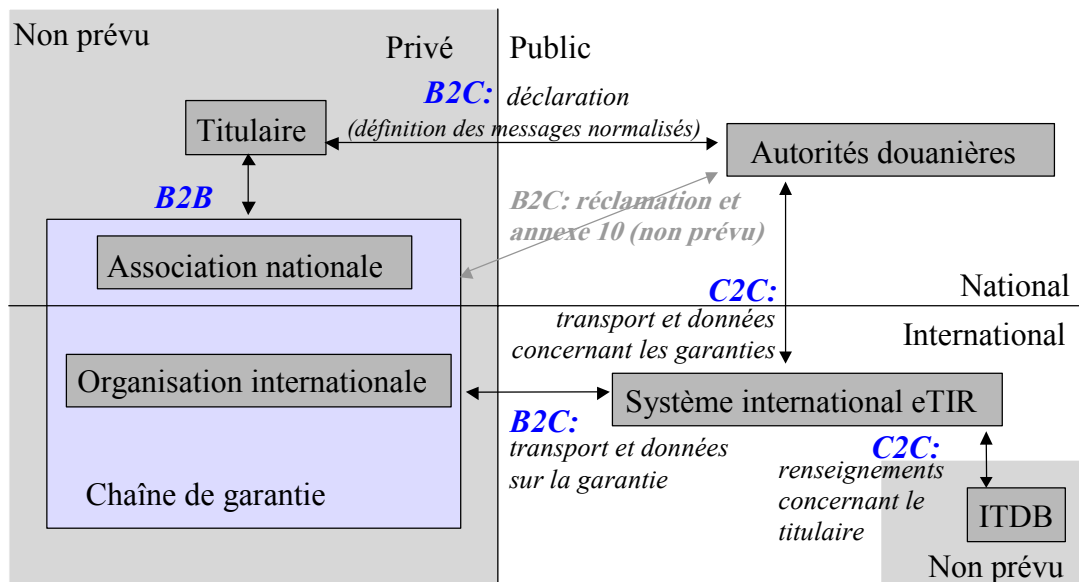 Non prévu
Privé
Public
B2C: déclaration
(définition des messages normalisés)
Titulaire
Autorités douanières
B2B
B2C: réclamation et
annexe 10 (non prévu)
Association nationale
C2C:
National
transport et données
concernant les garanties
International
Organisation internationale
Système international eTIR
B2C:
transport et données
sur la garantie
C2C:
renseignements
concernant le
titulaire
Chaîne de garantie
ITDB
Non prévu